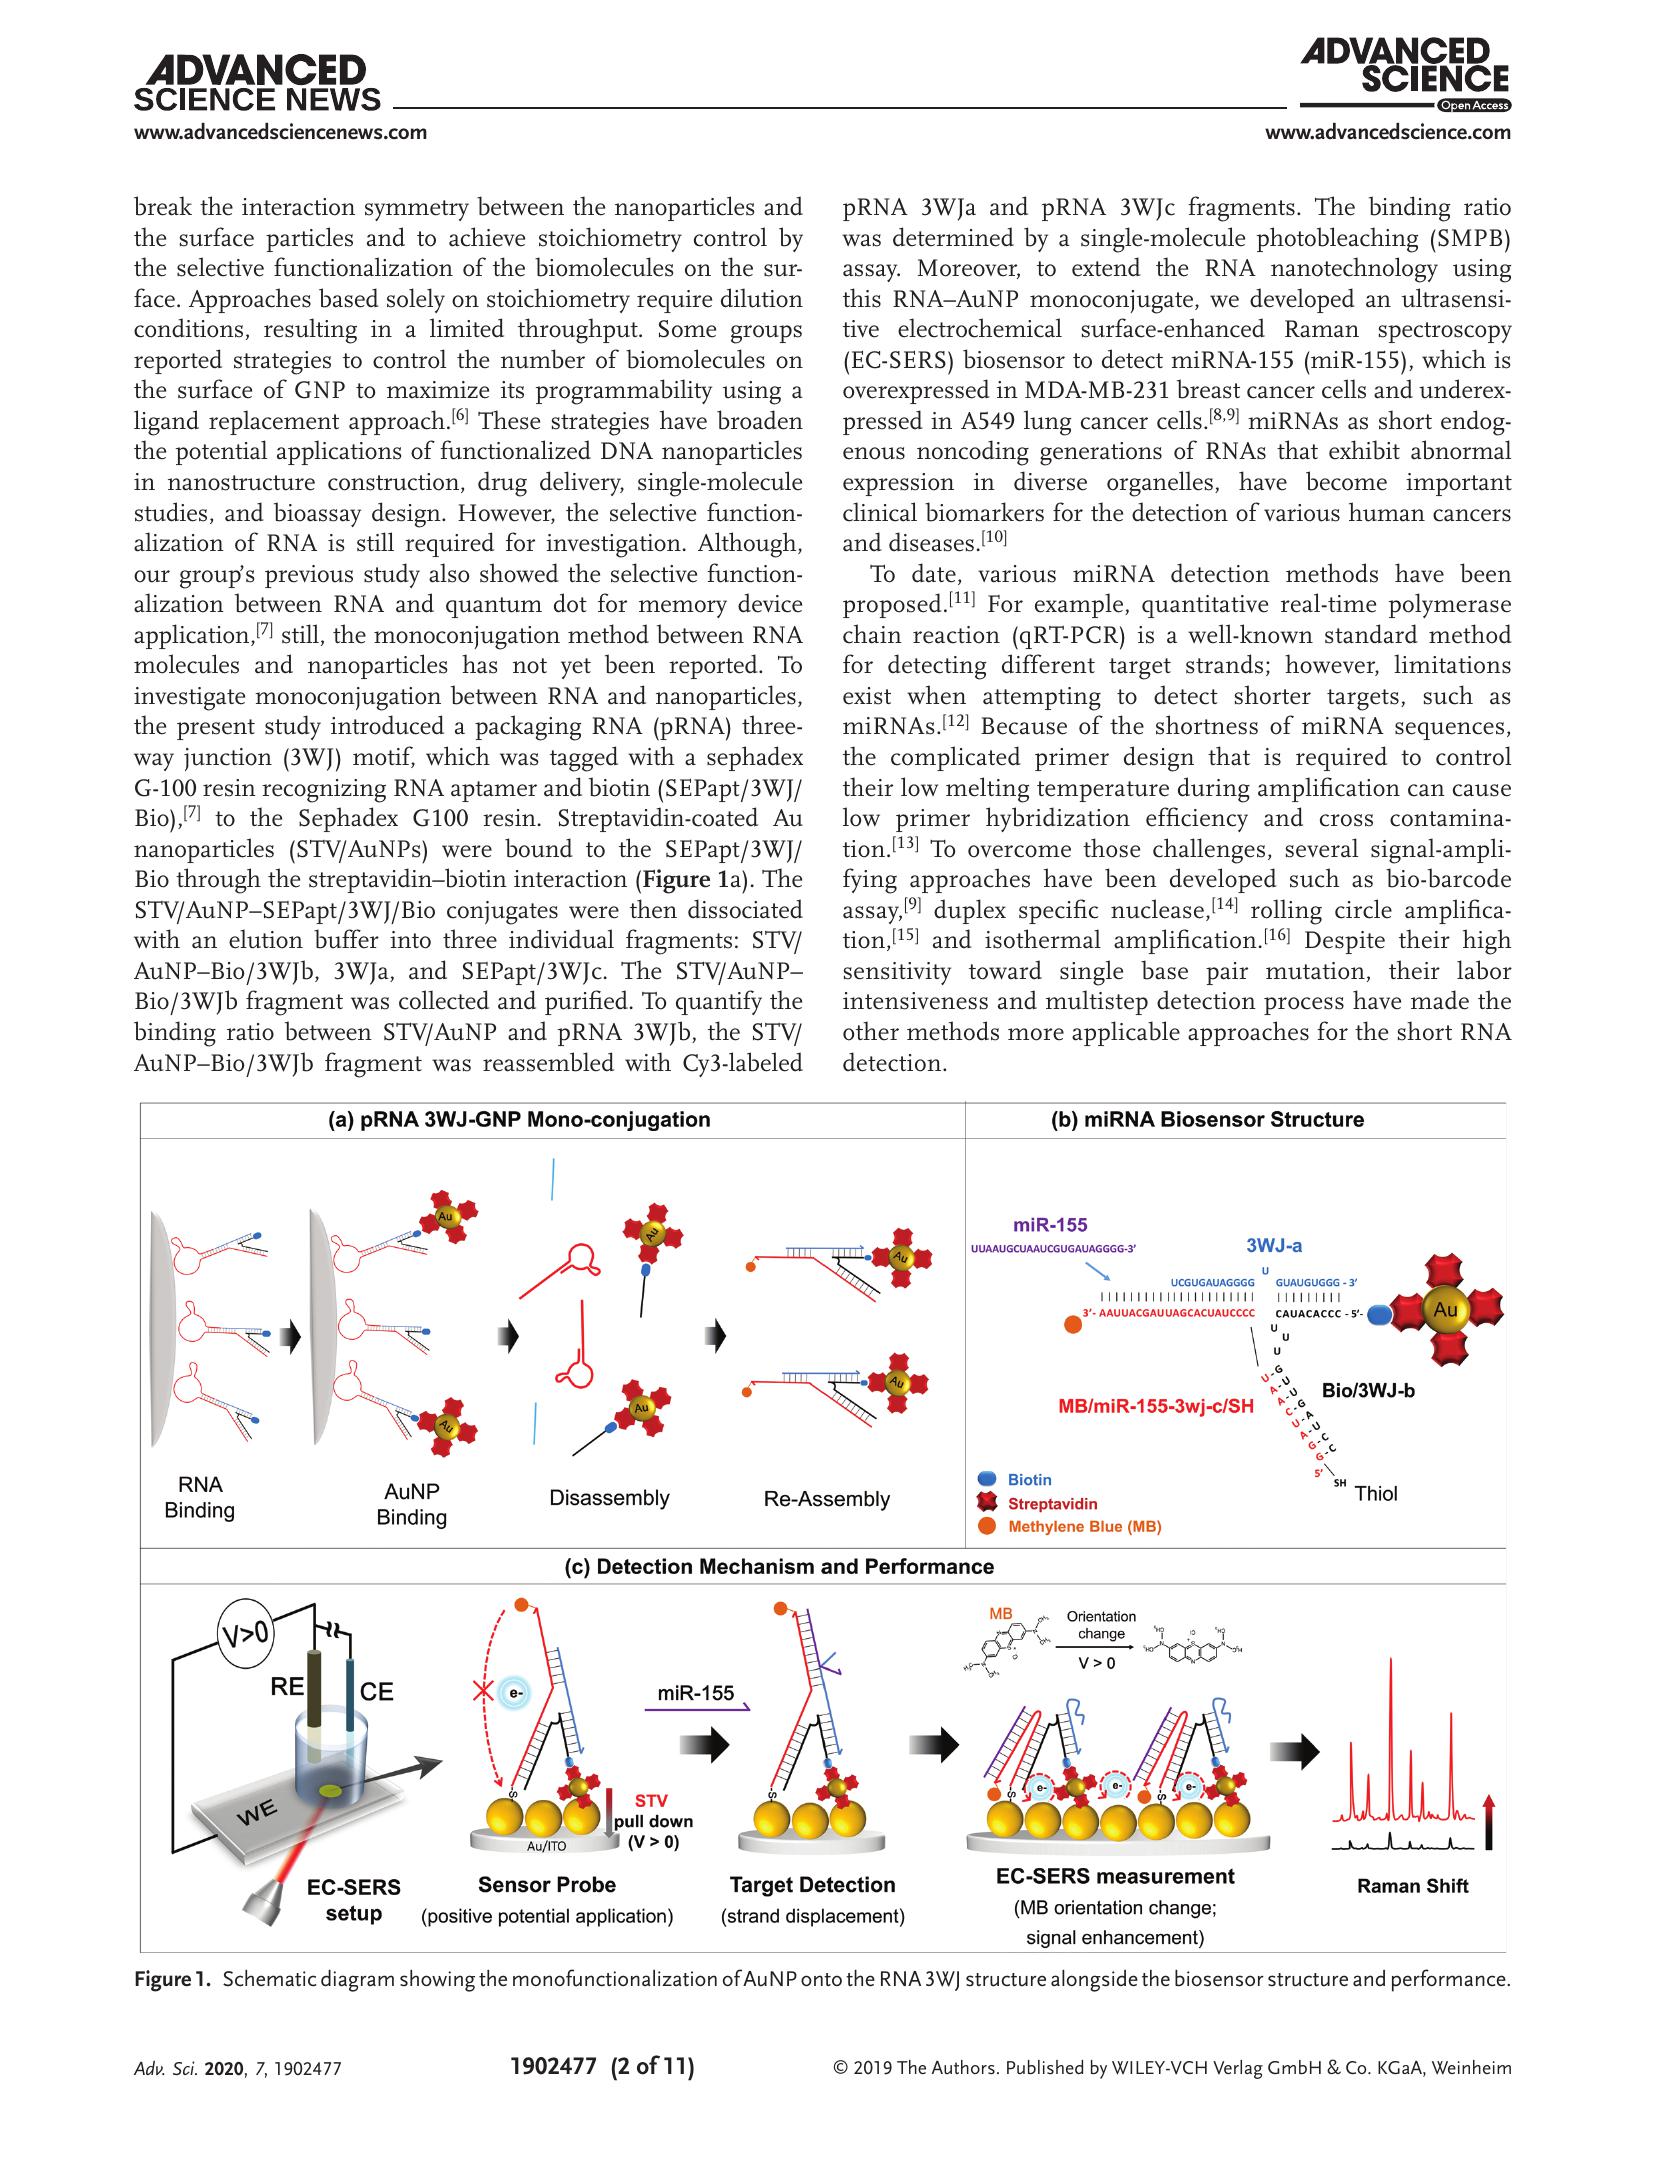 ADVANCED
SCIENCE NEWS
www.advancedsciencenews.com
ADVANCED
SCIENCE
Open Access
www.advancedscience.com
break the interaction symmetry between the nanoparticles and
the surface particles and to achieve stoichiometry control by
the selective functionalization of the biomolecules on the sur-
face. Approaches based solely on stoichiometry require dilution
conditions, resulting in a limited throughput. Some groups
reported strategies to control the number of biomolecules on
the surface of GNP to maximize its programmability using a
ligand replacement approach.[6] These strategies have broaden
the potential applications of functionalized DNA nanoparticles
in nanostructure construction, drug delivery, single-molecule
studies, and bioassay design. However, the selective function-
alization of RNA is still required for investigation. Although,
our group's previous study also showed the selective function-
alization between RNA and quantum dot for memory device
application,[7] still, the monoconjugation method between RNA
molecules and nanoparticles has not yet been reported. To
investigate monoconjugation between RNA and nanoparticles,
the present study introduced a packaging RNA (pRNA) three-
way junction (3WJ) motif, which was tagged with a sephadex
G-100 resin recognizing RNA aptamer and biotin (SEPapt/3WJ/
Bio),[7] to the Sephadex G100 resin. Streptavidin-coated Au
nanoparticles (STV/AuNPs) were bound to the SEPapt/3WJ/
Bio through the streptavidin–biotin interaction (Figure 1a). The
STV/AuNP–SEPapt/3WJ/Bio conjugates were then dissociated
with an elution buffer into three individual fragments: STV/
AuNP–Bio/3WJb, 3WJa, and SEPapt/3WJc. The STV/AuNP–
Bio/3WJb fragment was collected and purified. To quantify the
binding ratio between STV/AuNP and pRNA 3WJb, the STV/
AuNP–Bio/3WJb fragment was reassembled with Cy3-labeled
pRNA 3WJa and pRNA 3WJc fragments. The binding ratio
was determined by a single-molecule photobleaching (SMPB)
assay. Moreover, to extend the RNA nanotechnology using
this RNA–AuNP monoconjugate, we developed an ultrasensi-
tive electrochemical surface-enhanced Raman spectroscopy
(EC-SERS) biosensor to detect miRNA-155 (miR-155), which is
overexpressed in MDA-MB-231 breast cancer cells and underex-
pressed in A549 lung cancer cells.[8,9] miRNAs as short endog-
enous noncoding generations of RNAs that exhibit abnormal
expression in diverse organelles, have become important
clinical biomarkers for the detection of various human cancers
and diseases.[10]
To date, various miRNA detection methods have been
proposed.[11] For example, quantitative real-time polymerase
chain reaction (qRT-PCR) is a well-known standard method
for detecting different target strands; however, limitations
exist when attempting to detect shorter targets, such as
miRNAs.[12] Because of the shortness of miRNA sequences,
the complicated primer design that is required to control
their low melting temperature during amplification can cause
low primer hybridization efficiency and cross contamina-
tion.[13] To overcome those challenges, several signal-ampli-
fying approaches have been developed such as bio-barcode
assay,[9] duplex specific nuclease,[14] rolling circle amplifica-
tion,[15] and isothermal amplification.[16] Despite their high
sensitivity toward single base pair mutation, their labor
intensiveness and multistep detection process have made the
other methods more applicable approaches for the short RNA
detection.
(a) pRNA 3WJ-GNP Mono-conjugation
Au
Au
Au
Au
Au
Au
RNA
Binding
AuNP
Binding
Disassembly
Re-Assembly
(b) miRNA Biosensor Structure
miR-155
UUAAUGCUAAUCGUGAUAGGGG-3'
3WJ-a
U
UCGUGAUAGGGG
GUAUGUGGG - 3'
3'- AAUUACGAUUAGCACUAUCCCC
CAUACACCC - 5'-
Au
U
U
U
Bio/3WJ-b
MB/miR-155-3wj-c/SH
5'
SH
Thiol
Biotin
Streptavidin
Methylene Blue (MB)
(c) Detection Mechanism and Performance
V>0
RE
CE
WE
EC-SERS
setup
e-
S
STV
pull down
(V > 0)
Au/ITO
Sensor Probe
(positive potential application)
miR-155
S
Target Detection
(strand displacement)
MB
Orientation
change
V > 0
e-
e-
e-
S
S
EC-SERS measurement
(MB orientation change;
signal enhancement)
Raman Shift
Figure 1. Schematic diagram showing the monofunctionalization of AuNP onto the RNA 3WJ structure alongside the biosensor structure and performance.
Adv. Sci. 2020, 7, 1902477
1902477 (2 of 11)
© 2019 The Authors. Published by WILEY-VCH Verlag GmbH & Co. KGaA, Weinheim